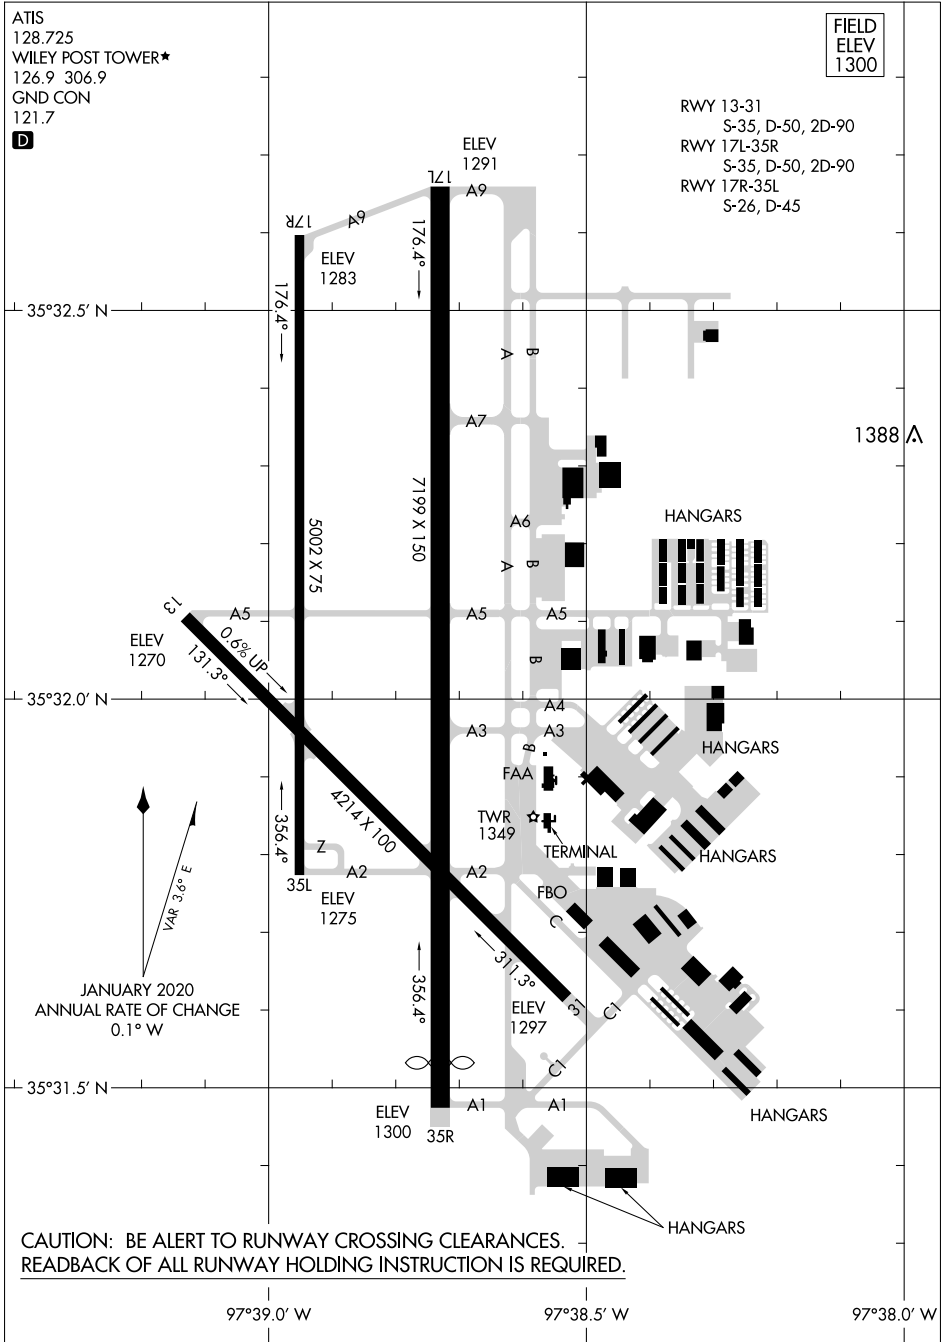 ATIS
128.725
WILEY POST TOWER★
126.9 306.9
GND CON
121.7
D
FIELD
ELEV
1300
RWY 13-31
S-35, D-50, 2D-90
RWY 17L-35R
S-35, D-50, 2D-90
RWY 17R-35L
S-26, D-45
ELEV
1291
17L
A9
A9
17R
ELEV
1283
176.4°
176.4°
35°32.5' N
A
B
A7
1388
7199 X 150
5002 X 75
A6
HANGARS
A
B
13
A5
A5
A5
ELEV
1270
0.6% UP
131.3°
B
35°32.0' N
A4
A3
A3
HANGARS
B
FAA
4214 X 100
TWR
1349
TERMINAL
HANGARS
356.4°
Z
A2
A2
35L
ELEV
1275
FBO
C
VAR 3.6° E
311.3°
356.4°
31
ELEV
1297
C1
JANUARY 2020
ANNUAL RATE OF CHANGE
0.1° W
C1
35°31.5' N
ELEV
1300
35R
A1
A1
HANGARS
HANGARS
CAUTION: BE ALERT TO RUNWAY CROSSING CLEARANCES.
READBACK OF ALL RUNWAY HOLDING INSTRUCTION IS REQUIRED.
97°39.0' W
97°38.5' W
97°38.0' W